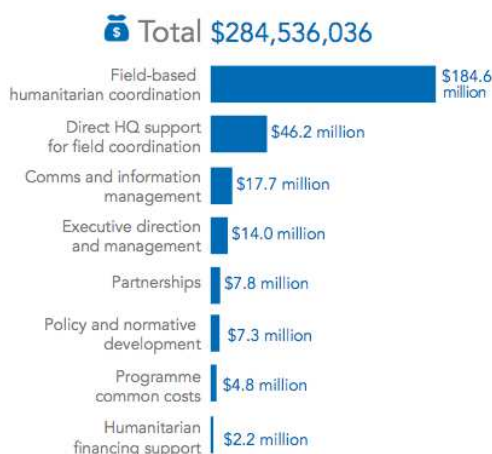 $ Total $284,536,036
Field-based
humanitarian coordination
$184.6
million
Direct HQ support
for field coordination
$46.2 million
Comms and information
management
$17.7 million
Executive direction
and management
$14.0 million
Partnerships
$7.8 million
Policy and normative
development
$7.3 million
Programme
common costs
$4.8 million
Humanitarian
financing support
$2.2 million